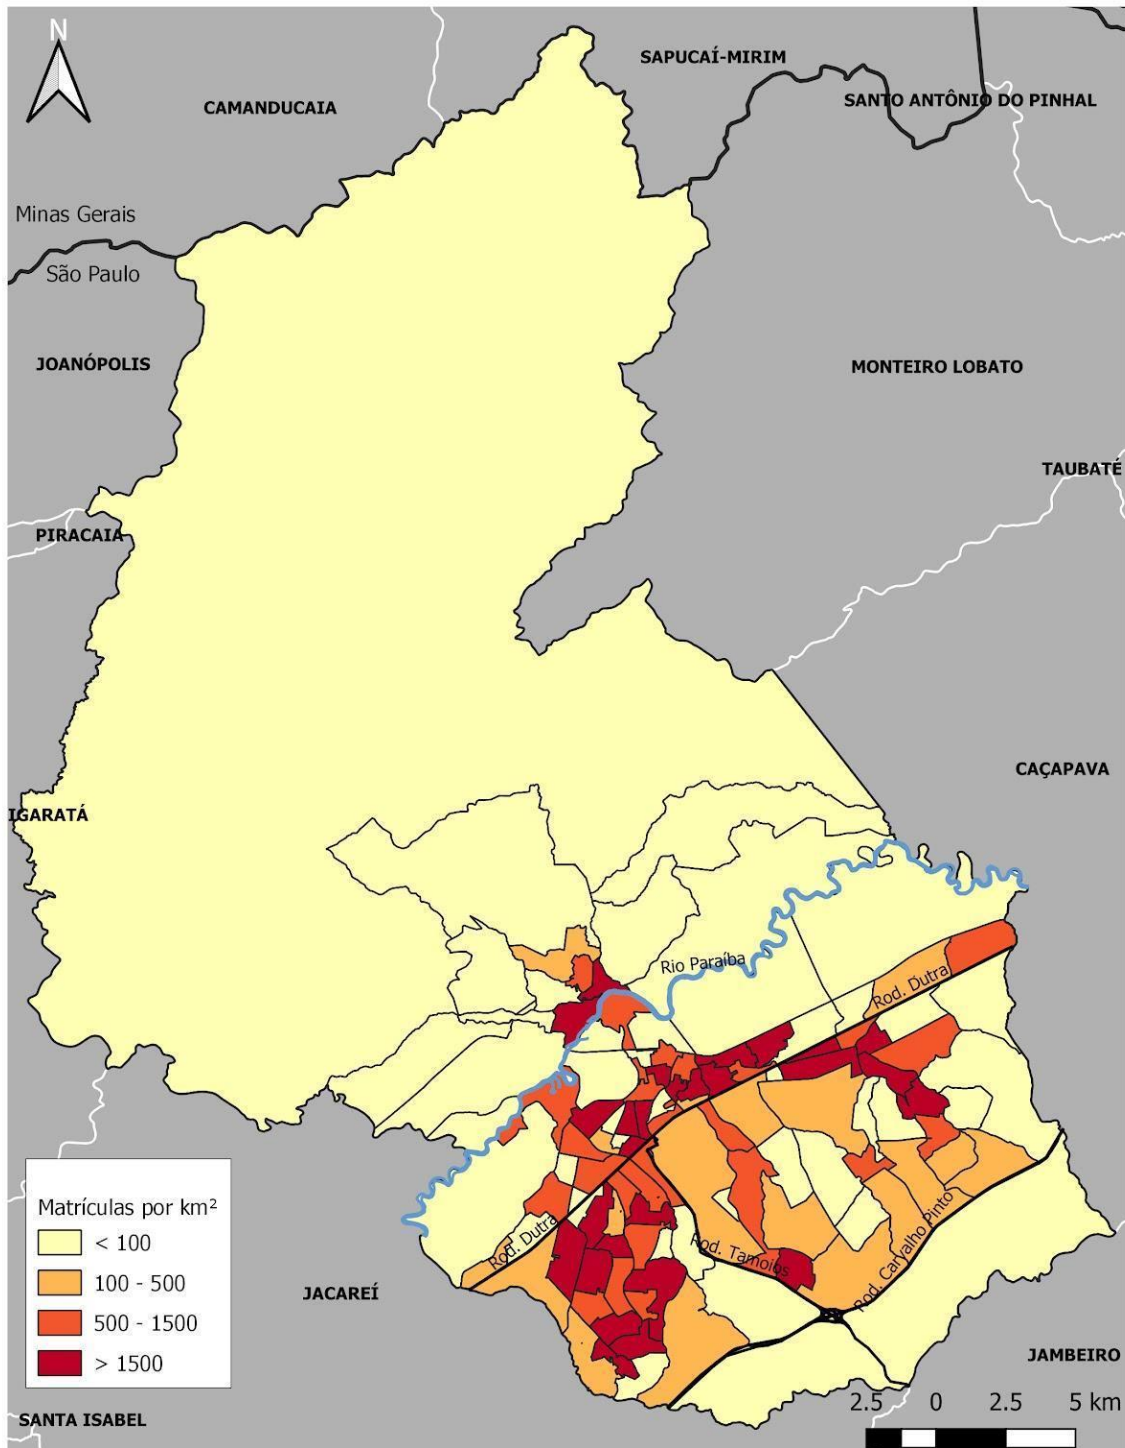 N
SAPUCAÍ-MIRIM
CAMANDUCAIA
SANTO ANTÔNIO DO PINHAL
Minas Gerais
São Paulo
JOANÓPOLIS
MONTEIRO LOBATO
TAUBATÉ
PIRACAIA
CAÇAPAVA
IGARATÁ
Rio Paraíba
Rod. Dutra
Matrículas por km²
< 100
100 - 500
500 - 1500
> 1500
Rod. Dutra
Rod. Tamoios
Rod. Carvalho Pinto
JACAREÍ
JAMBEIRO
SANTA ISABEL
2.5 0 2.5 5 km